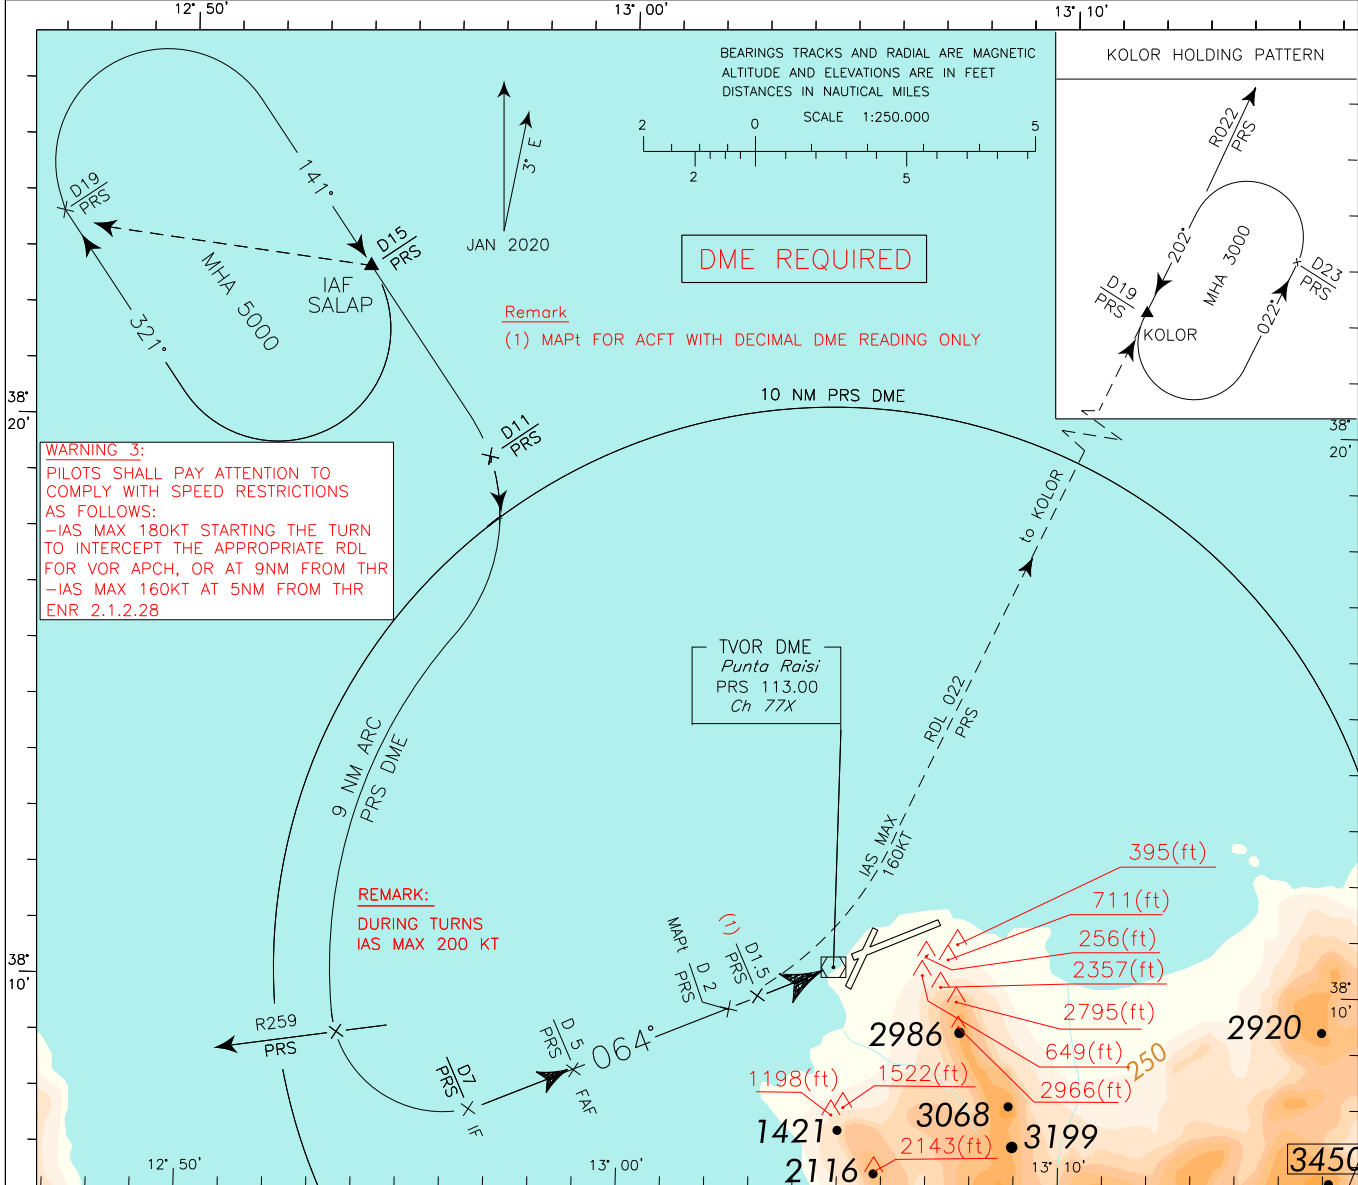 12° 50'
13° 00'
13° 10'
BEARINGS TRACKS AND RADIAL ARE MAGNETIC
ALTITUDE AND ELEVATIONS ARE IN FEET
DISTANCES IN NAUTICAL MILES
SCALE 1:250.000
2 0 5
2 5
KOLOR HOLDING PATTERN
R022
PRS
202°
MHA 3000
D23
PRS
022°
D19
PRS
KOLOR
3° E
JAN 2020
DME REQUIRED
Remark
(1) MAPt FOR ACFT WITH DECIMAL DME READING ONLY
141°
D19
PRS
D15
PRS
IAF
SALAP
MHA 5000
321°
38°
20'
10 NM PRS DME
38°
20'
D11
PRS
WARNING 3:
PILOTS SHALL PAY ATTENTION TO
COMPLY WITH SPEED RESTRICTIONS
AS FOLLOWS:
-IAS MAX 180KT STARTING THE TURN
TO INTERCEPT THE APPROPRIATE RDL
FOR VOR APCH, OR AT 9NM FROM THR
-IAS MAX 160KT AT 5NM FROM THR
ENR 2.1.2.28
to KOLOR
TVOR DME
Punta Raisi
PRS 113.00
Ch 77X
RDL 022
PRS
9 NM ARC
PRS DME
IAS MAX
160KT
REMARK:
DURING TURNS
IAS MAX 200 KT
395(ft)
711(ft)
256(ft)
2357(ft)
2795(ft)
649(ft)
2966(ft)
38°
10'
38°
10'
MAPt
D 2
PRS
(1)
D1.5
PRS
R259
PRS
D 5
PRS
064°
FAF
D7
PRS
IF
2986
2920
250
1198(ft)
1522(ft)
3068
1421
3199
2143(ft)
2116
3450
12° 50'
13° 00'
13° 10'